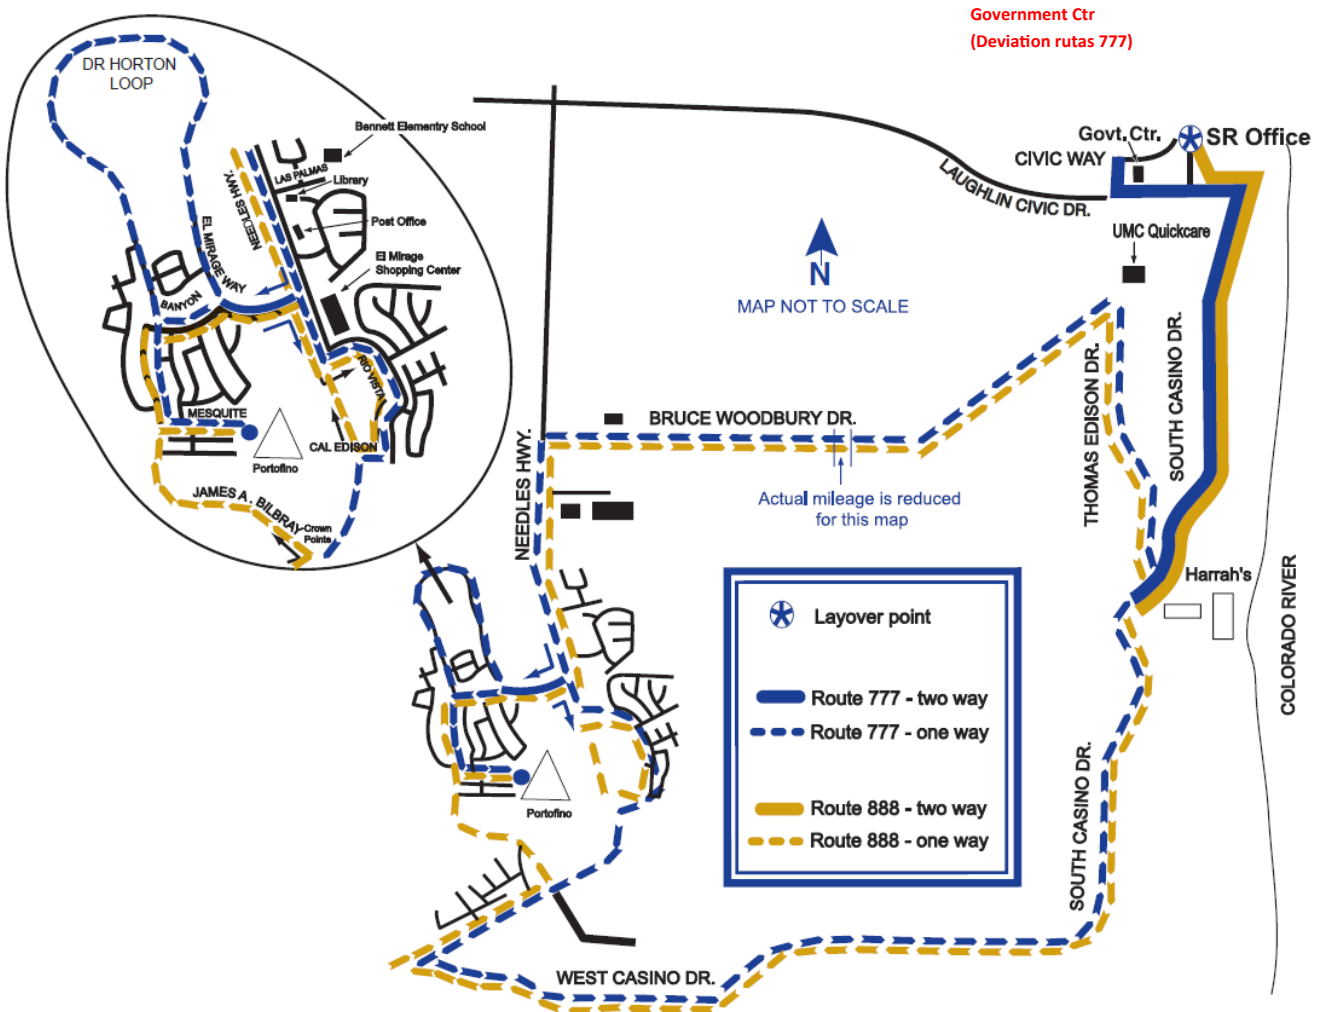 Government Ctr
(Deviation rutas 777)
DR HORTON
LOOP
Bennett Elementry School
LAS PALMAS
Library
NEEDLES HWY.
Post Office
El Mirage
Shopping Center
EL MIRAGE WAY
BANYON
RIO VISTA
MESQUITE
CAL EDISON
Portofino
JAMES A. BILBRAY
Crown
Points
Govt. Ctr.
SR Office
CIVIC WAY
LAUGHLIN CIVIC DR.
UMC Quickcare
N
MAP NOT TO SCALE
BRUCE WOODBURY DR.
THOMAS EDISON DR.
SOUTH CASINO DR.
NEEDLES HWY.
Actual mileage is reduced
for this map
Harrah's
COLORADO RIVER
Layover point
Route 777 - two way
Route 777 - one way
Route 888 - two way
Route 888 - one way
Portofino
SOUTH CASINO DR.
WEST CASINO DR.